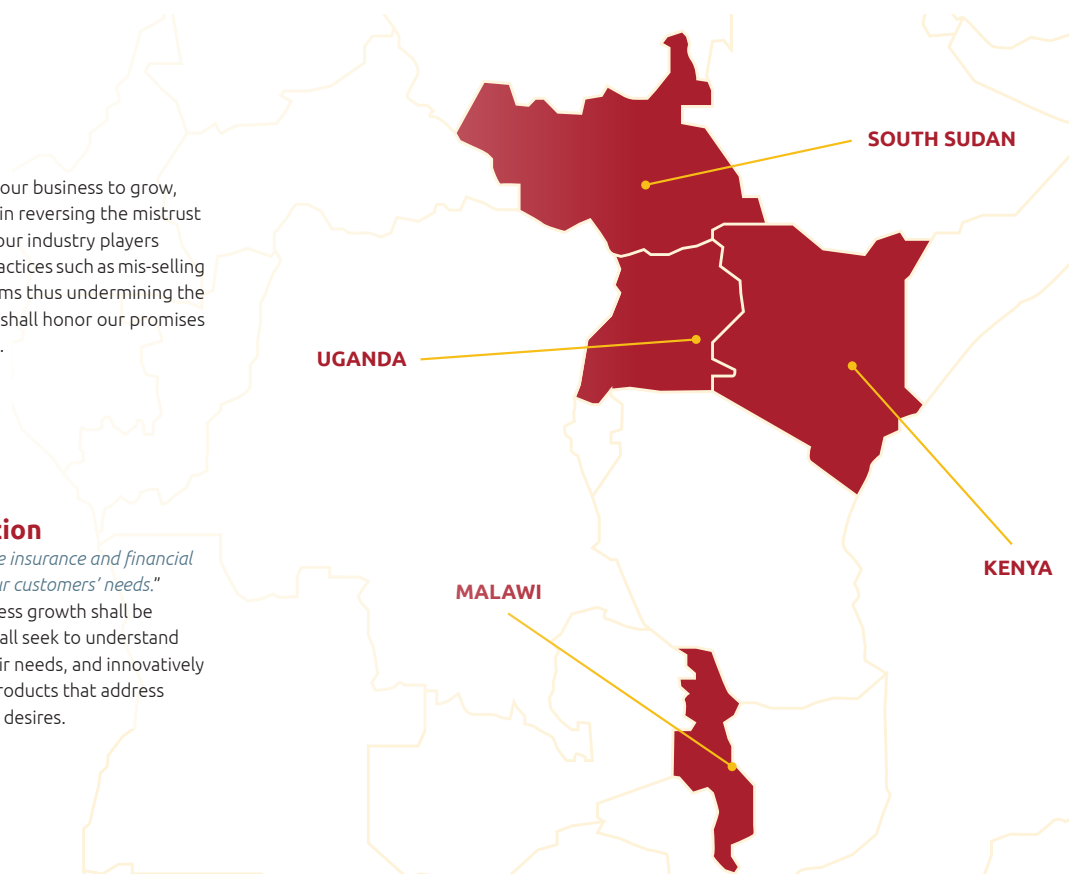 our business to grow,
in reversing the mistrust
our industry players
actices such as mis-selling
ms thus undermining the
shall honor our promises
.
tion
e insurance and financial
ur customers’ needs.”
ess growth shall be
all seek to understand
ir needs, and innovatively
roducts that address
desires.
SOUTH SUDAN
UGANDA
KENYA
MALAWI